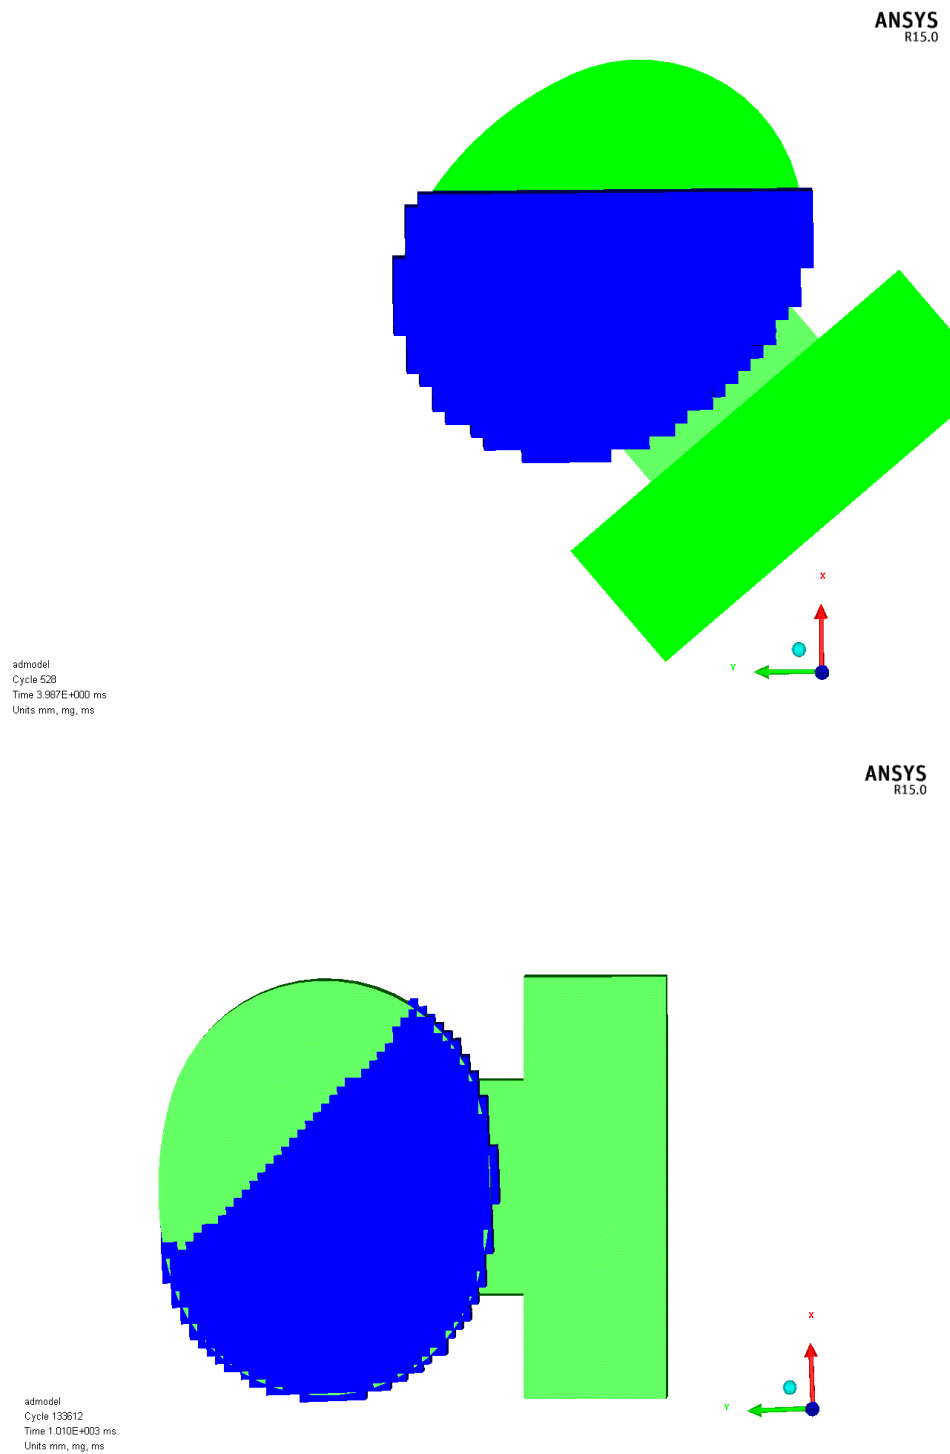 ANSYS
R15.0
X
Y
admodel
Cycle 528
Time 3.987E+000 ms
Units mm, mg, ms
ANSYS
R15.0
X
Y
admodel
Cycle 133612
Time 1.010E+003 ms
Units mm, mg, ms